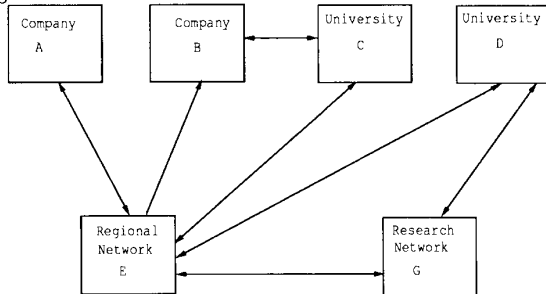 Company
A
Company
B
University
C
University
D
Regional
Network
E
Research
Network
G